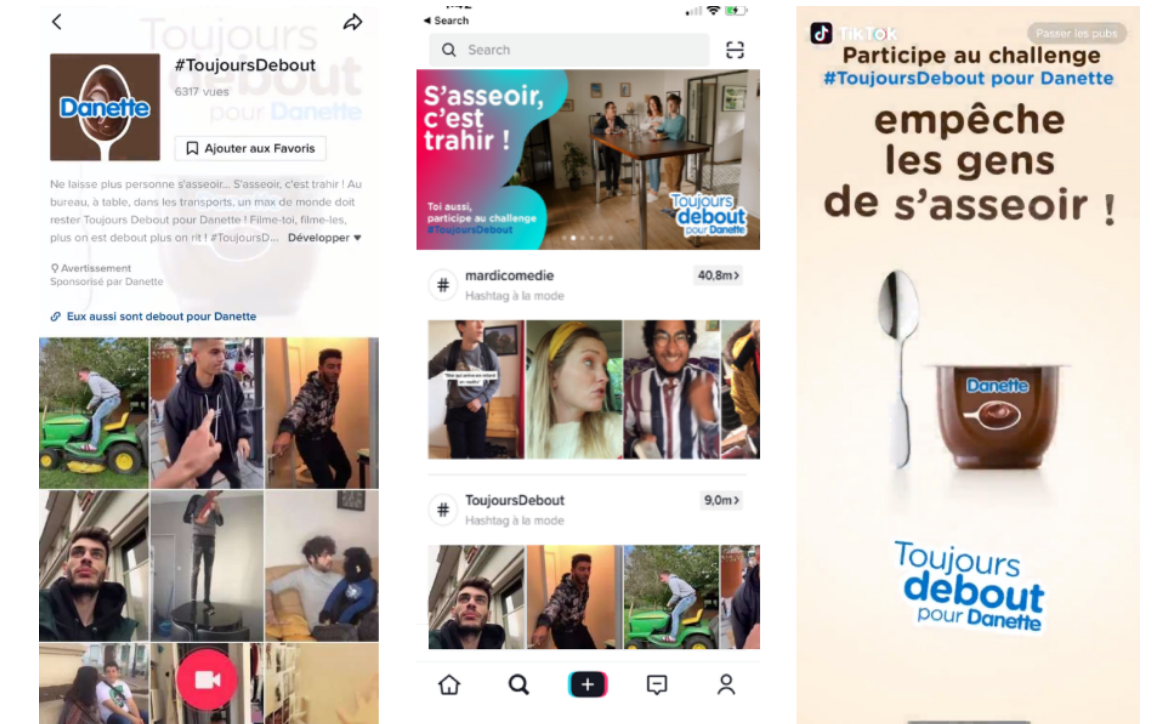 Toujours
debout
pour Danette
#ToujoursDebout
6317 vues
Danette
Ajouter aux Favoris
Ne laisse plus personne s'asseoir... S'asseoir, c'est trahir ! Au
bureau, à table, dans les transports, un max de monde doit
rester Toujours Debout pour Danette ! Filme-toi, filme-les,
plus on est debout plus on rit ! #ToujoursD... Développer
Avertissement
Sponsorisé par Danette
Eux aussi sont debout pour Danette
Search
Search
S'asseoir,
c'est
trahir !
Toi aussi,
participe au challenge
#ToujoursDebout
Toujours
debout
pour Danette
# mardicomedie 40,8m>
Hashtag à la mode
# ToujoursDebout 9,0m>
Hashtag à la mode
TikTok Passer les pubs
Participe au challenge
#ToujoursDebout pour Danette
empêche
les gens
de s'asseoir !
Danette
Toujours
debout
pour Danette